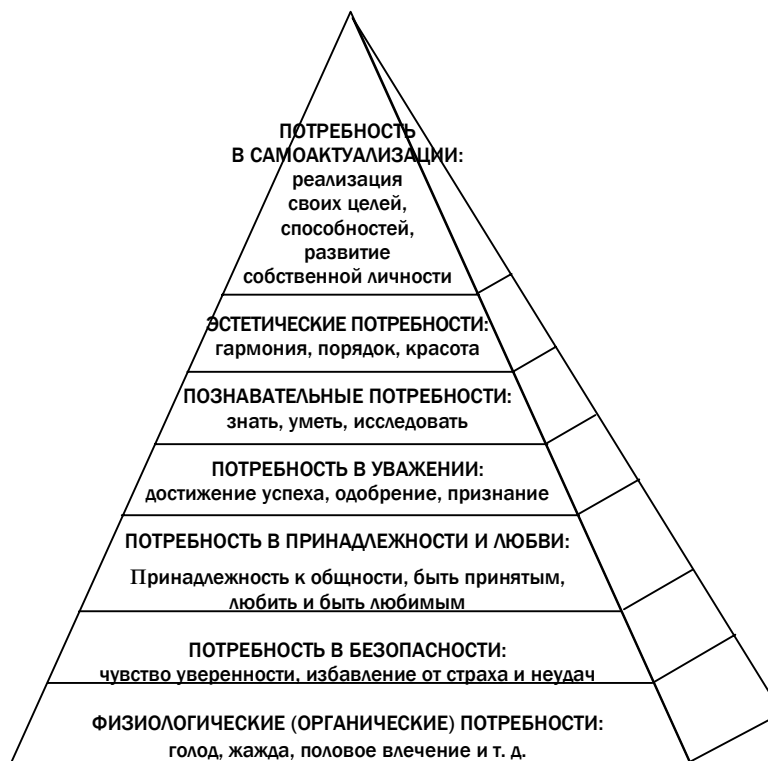 ПОТРЕБНОСТЬ
В САМОАКТУАЛИЗАЦИИ:
реализация
своих целей,
способностей,
развитие
собственной личности
ЭСТЕТИЧЕСКИЕ ПОТРЕБНОСТИ:
гармония, порядок, красота
ПОЗНАВАТЕЛЬНЫЕ ПОТРЕБНОСТИ:
знать, уметь, исследовать
ПОТРЕБНОСТЬ В УВАЖЕНИИ:
достижение успеха, одобрение, признание
ПОТРЕБНОСТЬ В ПРИНАДЛЕЖНОСТИ И ЛЮБВИ:
Принадлежность к общности, быть принятым,
любить и быть любимым
ПОТРЕБНОСТЬ В БЕЗОПАСНОСТИ:
чувство уверенности, избавление от страха и неудач
ФИЗИОЛОГИЧЕСКИЕ (ОРГАНИЧЕСКИЕ) ПОТРЕБНОСТИ:
голод, жажда, половое влечение и т. д.